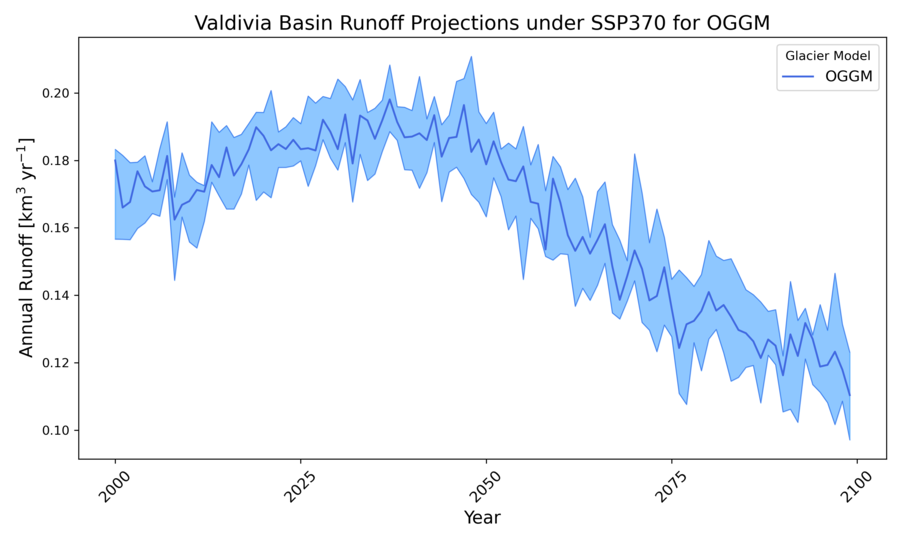 Valdivia Basin Runoff Projections under SSP370 for OGGM
Glacier Model
OGGM
Annual Runoff [km³ yr⁻¹]
0.20
0.18
0.16
0.14
0.12
0.10
2000
2025
2050
2075
2100
Year